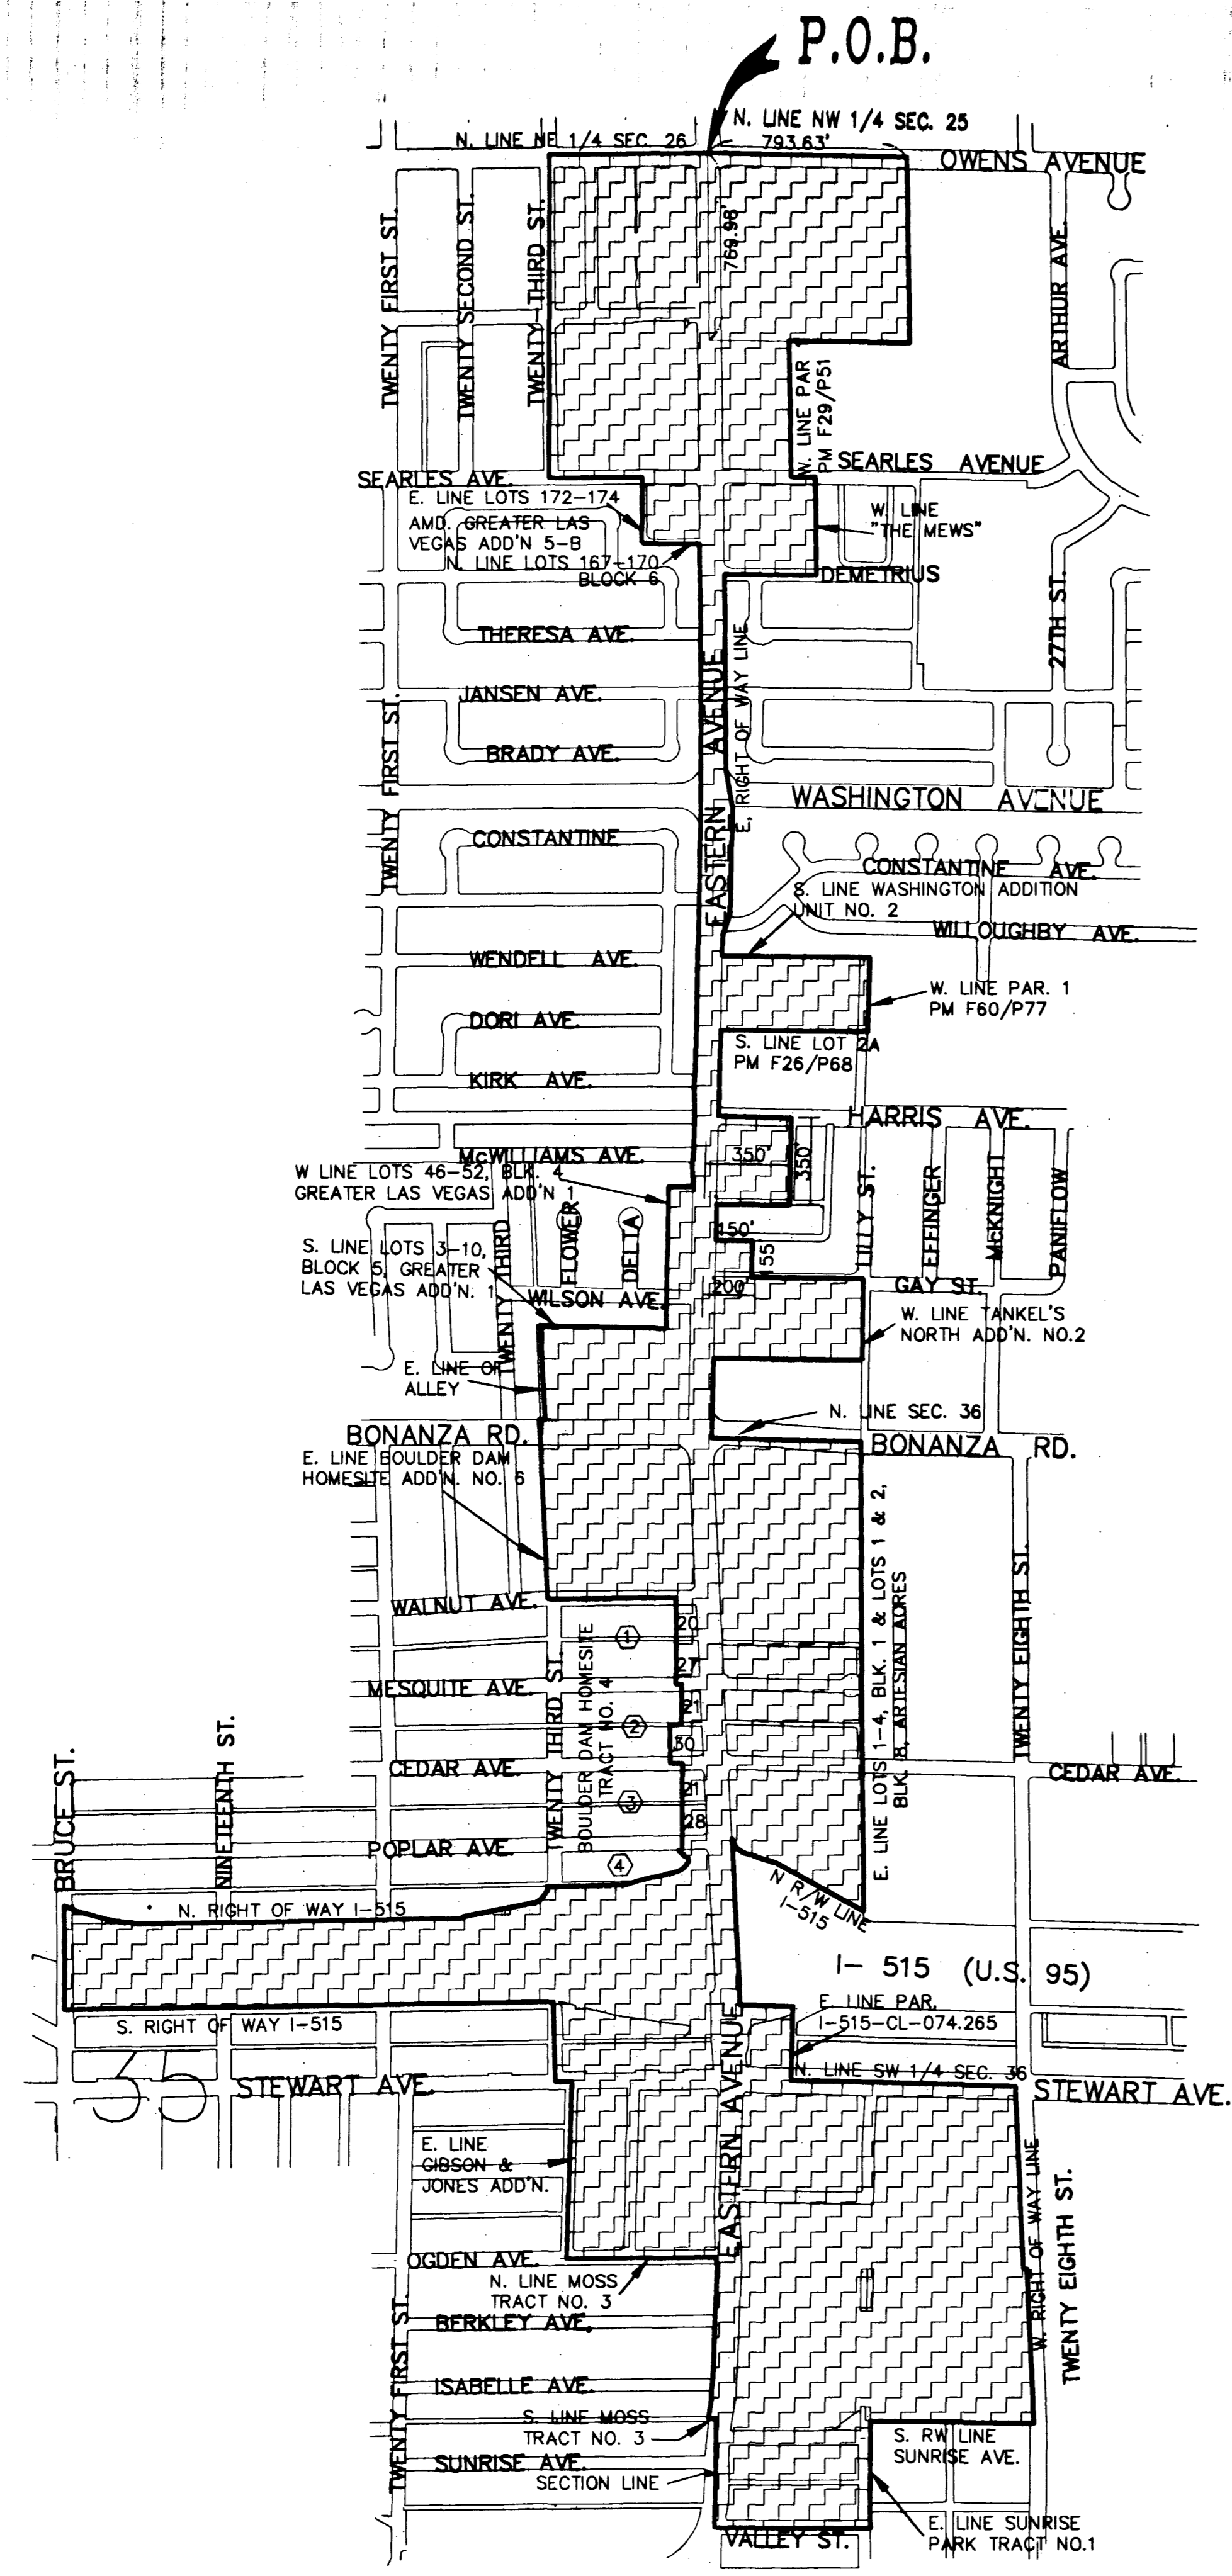 P.O.B.
N. LINE NW 1/4 SEC. 25
N. LINE NE 1/4 SEC. 26
793.63'
OWENS AVENUE
TWENTY FIRST ST.
TWENTY SECOND ST.
TWENTY-THIRD ST.
769.98'
ARTHUR AVE.
W. LINE PAR
PM F29/P51
SEARLES AVE.
SEARLES AVENUE
E. LINE LOTS 172-174
AMD. GREATER LAS
VEGAS ADD'N 5-B
N. LINE LOTS 167-170
BLOCK 6
W. LINE
"THE MEWS"
DEMETRIUS
THERESA AVE.
27TH ST.
JANSEN AVE.
EASTERN AVENUE
E. RIGHT OF WAY LINE
TWENTY FIRST ST.
BRADY AVE.
WASHINGTON AVENUE
CONSTANTINE
CONSTANTINE AVE.
S. LINE WASHINGTON ADDITION
UNIT NO. 2
WILLOUGHBY AVE.
WENDELL AVE.
W. LINE PAR. 1
PM F60/P77
DORI AVE.
S. LINE LOT 2A
PM F26/P68
KIRK AVE.
HARRIS AVE.
McWILLIAMS AVE.
350'
350'
W LINE LOTS 46-52, BLK. 4
GREATER LAS VEGAS ADD'N 1
LILLY ST.
EFFINGER
McKNIGHT
PANIFLOW
TWENTY THIRD
FLOWER
DELTA
150'
155'
S. LINE LOTS 3-10,
BLOCK 5, GREATER
LAS VEGAS ADD'N. 1
200'
GAY ST.
WILSON AVE.
W. LINE TANKEL'S
NORTH ADD'N. NO.2
E. LINE OF
ALLEY
N. LINE SEC. 36
BONANZA RD.
BONANZA RD.
E. LINE BOULDER DAM
HOMESITE ADD'N. NO. 6
E. LINE LOTS 1-4, BLK. 1 & LOTS 1 & 2,
BLK. 8, ARTESIAN ACRES
TWENTY EIGHTH ST.
WALNUT AVE.
20
1
27
BOULDER DAM HOMESITE
TRACT NO. 4
TWENTY THIRD ST.
MESQUITE AVE.
21
2
30
CEDAR AVE.
CEDAR AVE.
BRUCE ST.
NINETEENTH ST.
21
3
28
POPLAR AVE.
4
N R/W LINE
I-515
N. RIGHT OF WAY I-515
I- 515 (U.S. 95)
E. LINE PAR.
I-515-CL-074.265
S. RIGHT OF WAY I-515
N. LINE SW 1/4 SEC. 36
35
STEWART AVE.
STEWART AVE.
EASTERN AVENUE
E. LINE
GIBSON &
JONES ADD'N.
W. RIGHT OF WAY LINE
TWENTY EIGHTH ST.
OGDEN AVE.
N. LINE MOSS
TRACT NO. 3
BERKLEY AVE.
TWENTY FIRST ST.
ISABELLE AVE.
S. LINE MOSS
TRACT NO. 3
S. RW LINE
SUNRISE AVE.
SUNRISE AVE.
SECTION LINE
E. LINE SUNRISE
PARK TRACT NO.1
VALLEY ST.